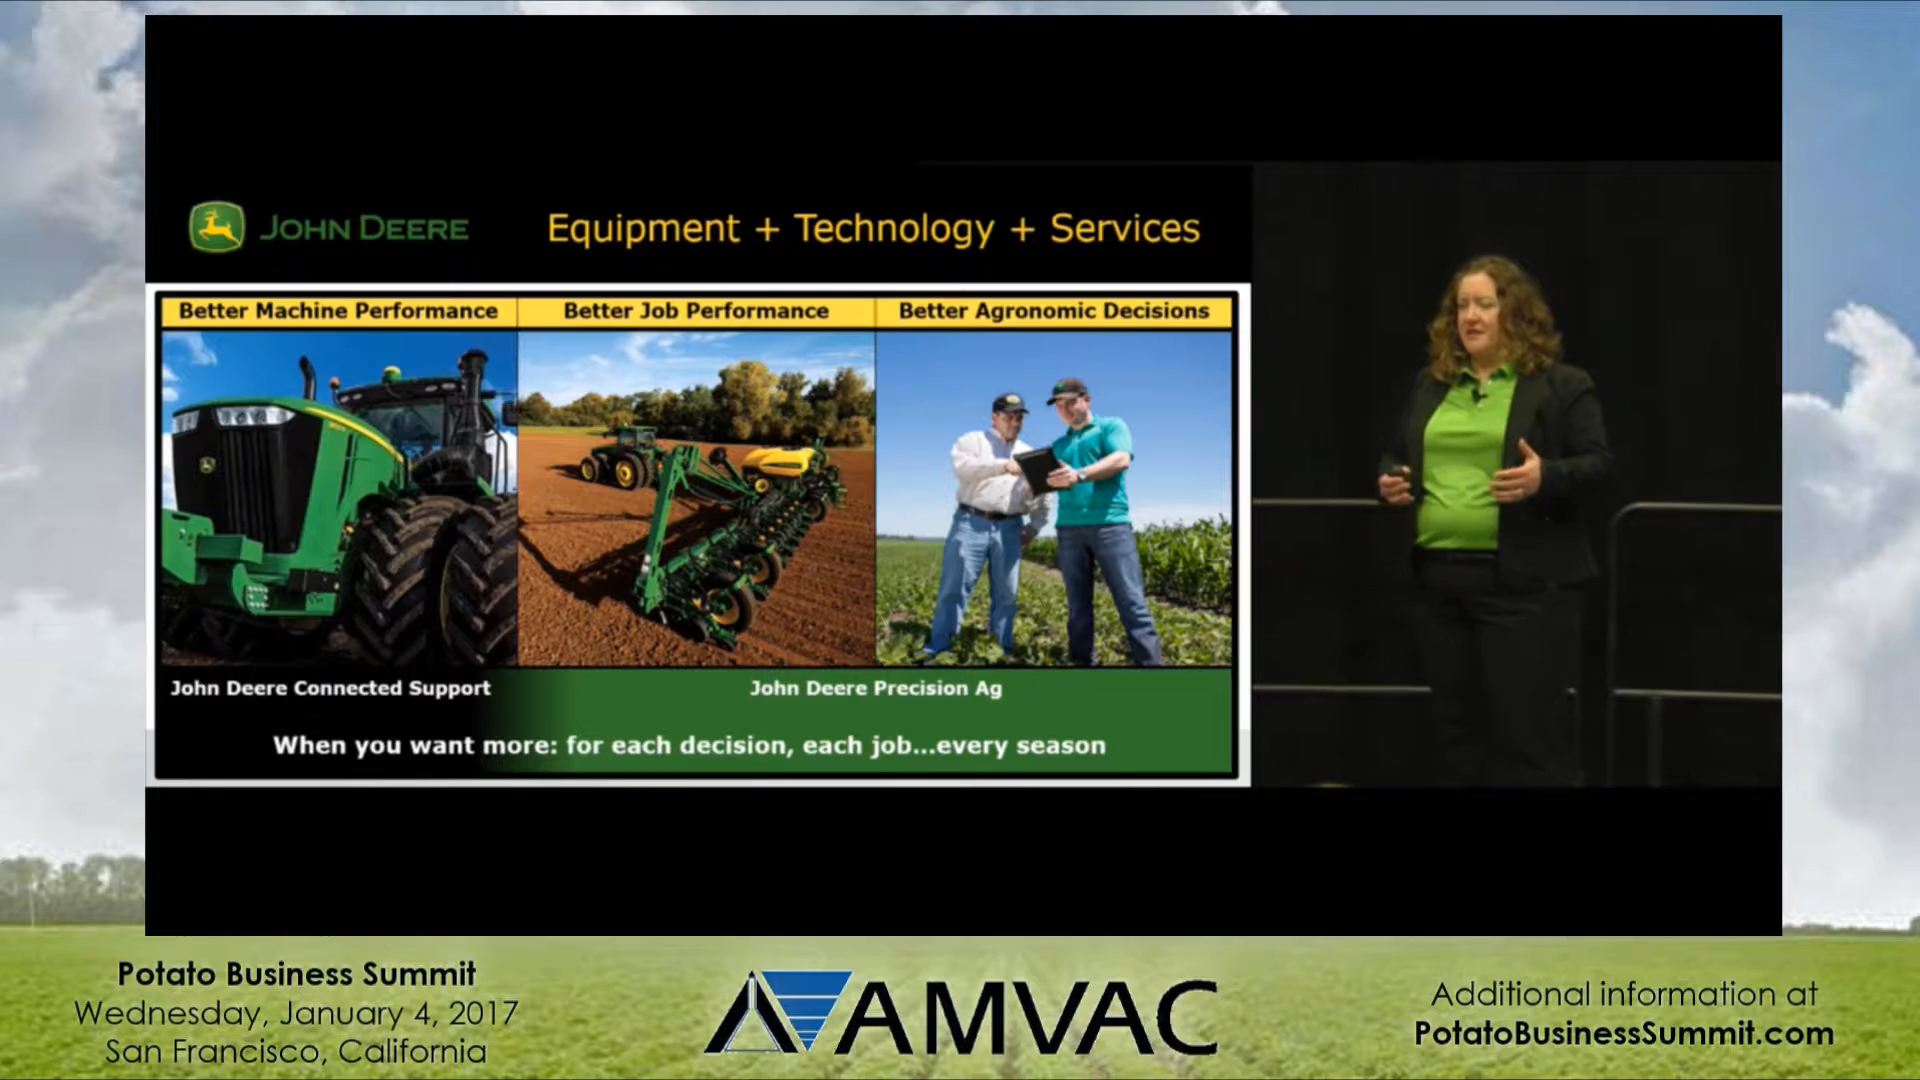 JOHN DEERE
Equipment + Technology + Services
Better Machine Performance
Better Job Performance
Better Agronomic Decisions
John Deere Connected Support
John Deere Precision Ag
When you want more: for each decision, each job...every season
Potato Business Summit
Wednesday, January 4, 2017
San Francisco, California
AMVAC
Additional information at
PotatoBusinessSummit.com